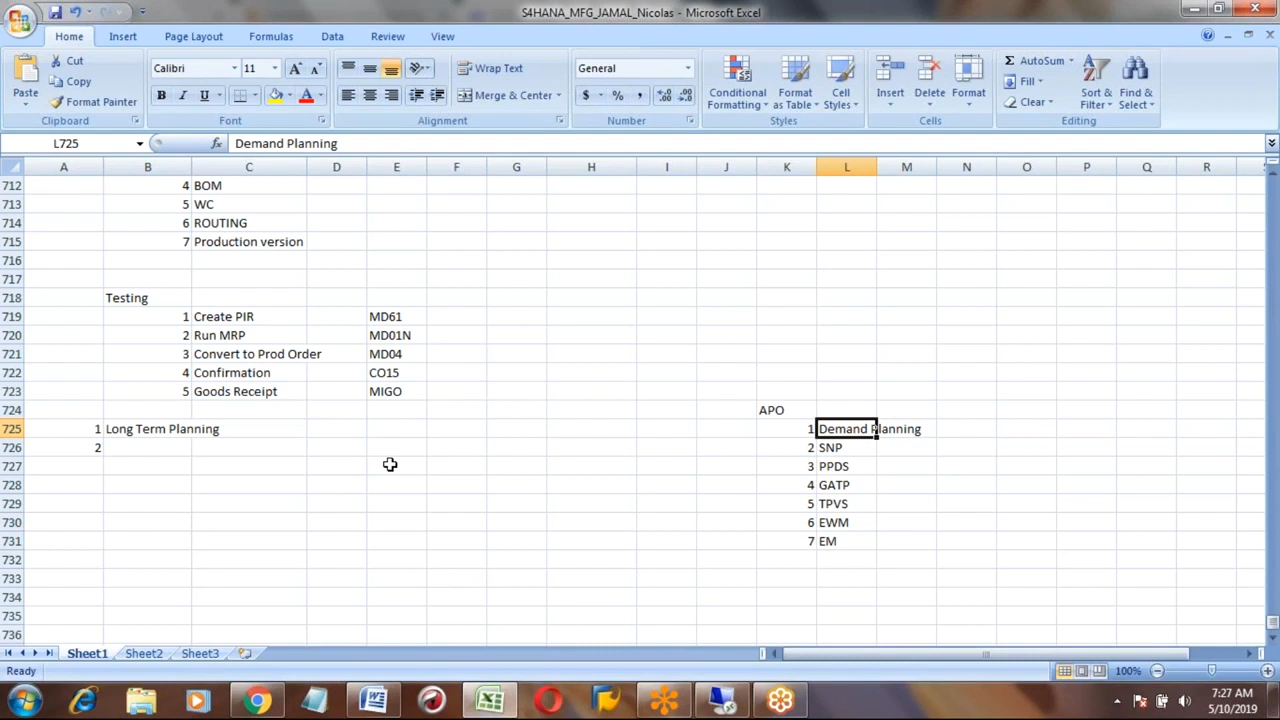 S4HANA_MFG_JAMAL_Nicolas - Microsoft Excel
Home Insert Page Layout Formulas Data Review View
Paste Cut Copy Format Painter Clipboard
Calibri 11 A A B I U A Font
Wrap Text Merge & Center Alignment
General $ % , .0 .00 .00 .0 Number
Conditional Formatting Format as Table Cell Styles Styles
Insert Delete Format Cells
Σ AutoSum Fill Clear Sort & Filter Find & Select Editing
L725 fx Demand Planning
A B C D E F G H I J K L M N O P Q R
712 4 BOM
713 5 WC
714 6 ROUTING
715 7 Production version
716
717
718 Testing
719 1 Create PIR MD61
720 2 Run MRP MD01N
721 3 Convert to Prod Order MD04
722 4 Confirmation CO15
723 5 Goods Receipt MIGO
724 APO
725 1 Long Term Planning 1 Demand Planning
726 2 2 SNP
727 3 PPDS
728 4 GATP
729 5 TPVS
730 6 EWM
731 7 EM
732
733
734
735
736
Sheet1 Sheet2 Sheet3
Ready 100%
7:27 AM
5/10/2019